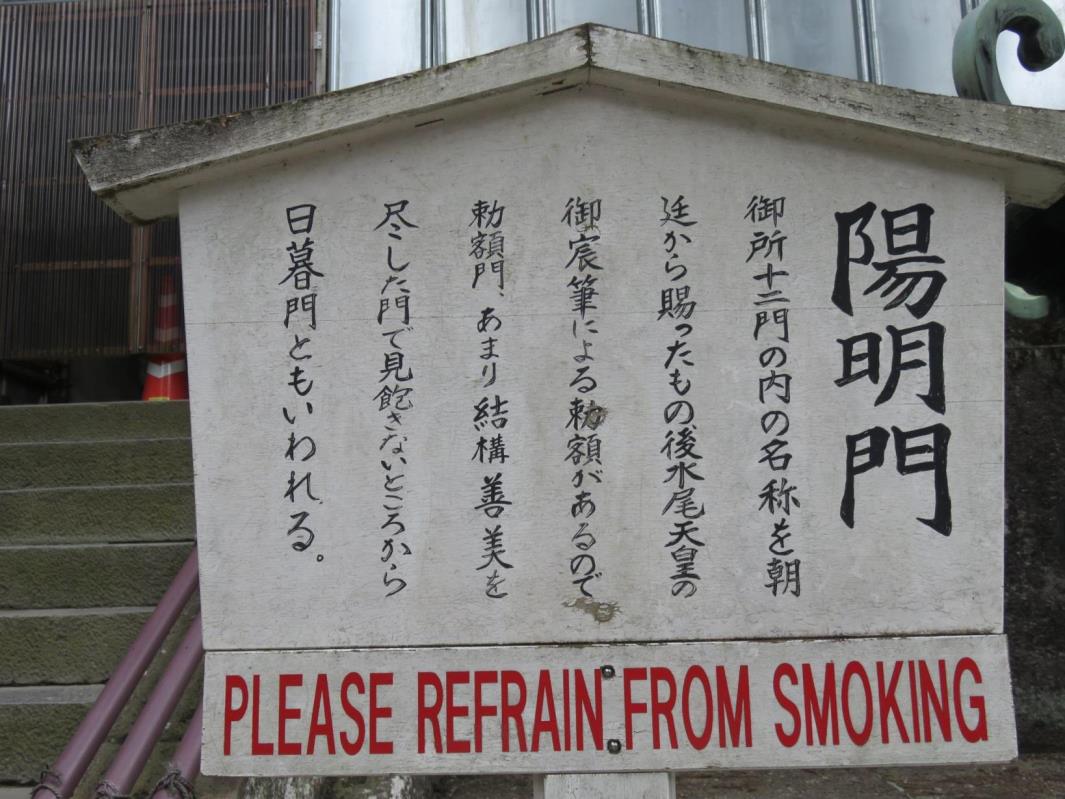 陽明門
御所十二門の内の名称を朝
廷から賜ったもの、後水尾天皇の
御宸筆による勅額があるので
勅額門、あまり結構善美を
尽くした門で見飽きないところから
日暮門ともいわれる。
PLEASE REFRAIN FROM SMOKING